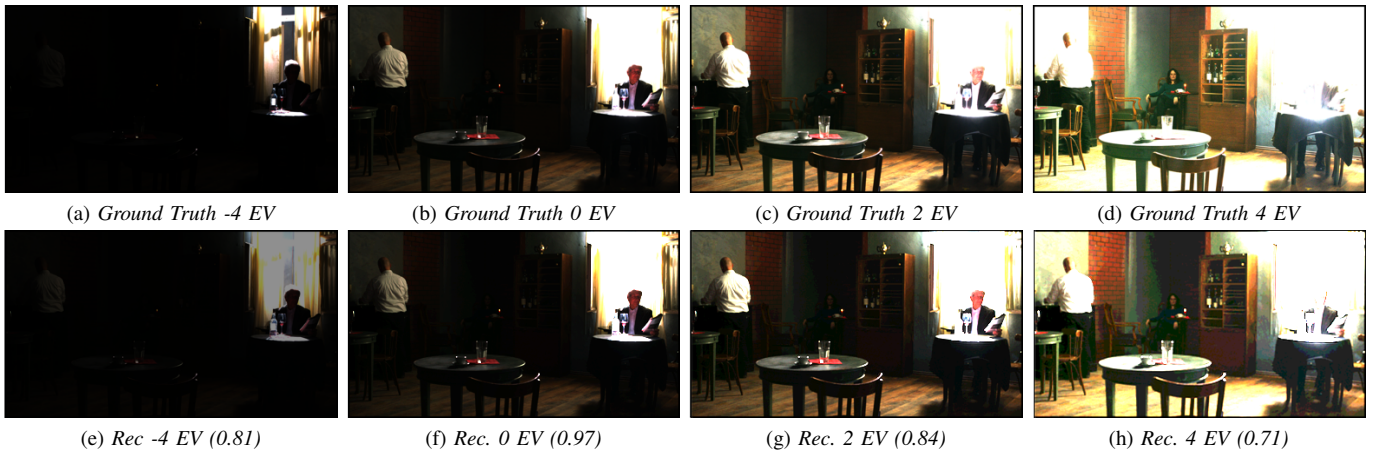 (a) Ground Truth -4 EV
(b) Ground Truth 0 EV
(c) Ground Truth 2 EV
(d) Ground Truth 4 EV
(e) Rec -4 EV (0.81)
(f) Rec. 0 EV (0.97)
(g) Rec. 2 EV (0.84)
(h) Rec. 4 EV (0.71)